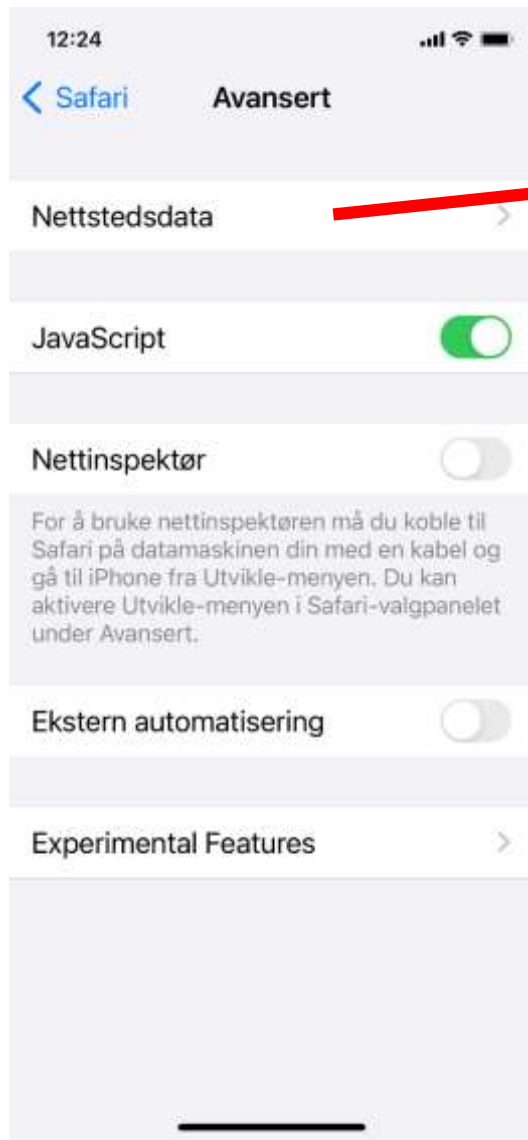 12:24
Safari
Avansert
Nettstedsdata
JavaScript
Nettinspektør
For å bruke nettinspektøren må du koble til
Safari på datamaskinen din med en kabel og
gå til iPhone fra Utvikle-menyen. Du kan
aktivere Utvikle-menyen i Safari-valgpanelet
under Avansert.
Ekstern automatisering
Experimental Features